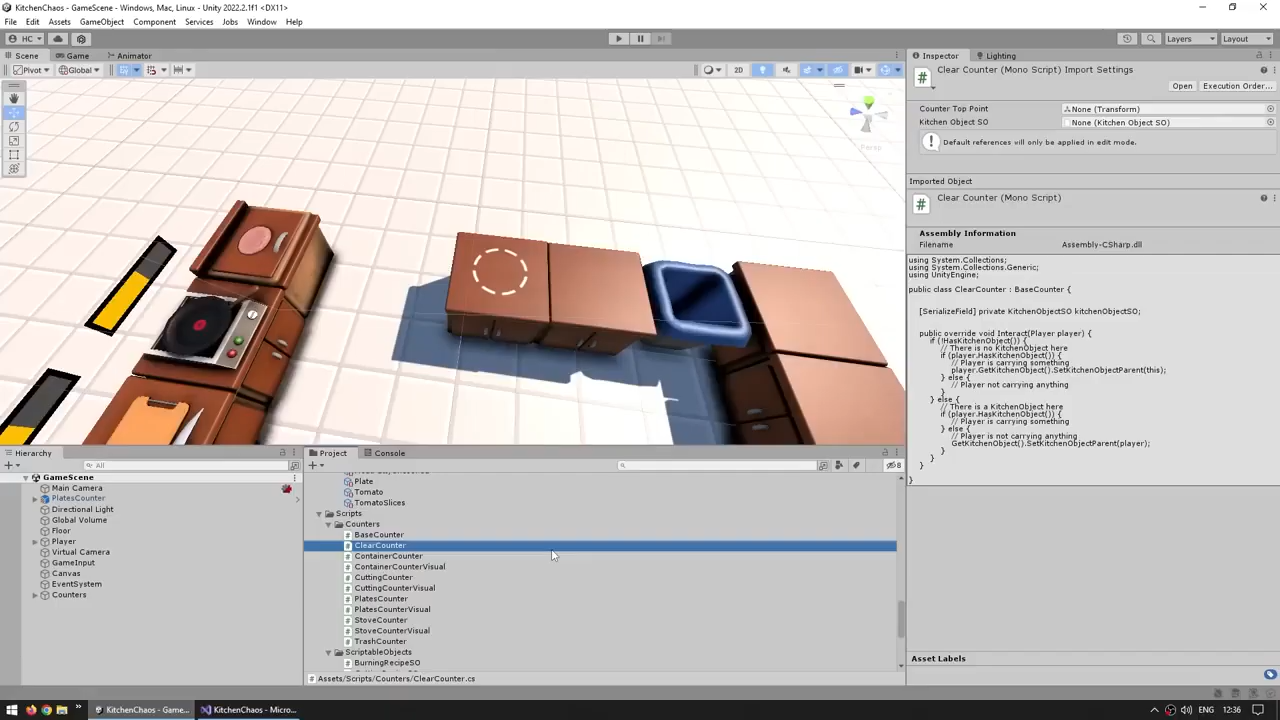 KitchenChaos - GameScene - Windows, Mac, Linux - Unity 2022.2.1f1 <DX11>
File Edit Assets GameObject Component Services Jobs Window Help
HC
Layers Layout
Scene Game Animator
Pivot Global 2D
Persp
Inspector Lighting
Clear Counter (Mono Script) Import Settings
Open Execution Order...
Counter Top Point None (Transform)
Kitchen Object SO None (Kitchen Object SO)
Default references will only be applied in edit mode.
Imported Object
Clear Counter (Mono Script)
Assembly Information
Filename Assembly-CSharp.dll
using System.Collections;
using System.Collections.Generic;
using UnityEngine;
public class ClearCounter : BaseCounter {
[SerializeField] private KitchenObjectSO kitchenObjectSO;
public override void Interact(Player player) {
if (!HasKitchenObject()) {
// There is no KitchenObject here
if (player.HasKitchenObject()) {
// Player is carrying something
player.GetKitchenObject().SetKitchenObjectParent(this);
} else {
// Player not carrying anything
}
} else {
// There is a KitchenObject here
if (player.HasKitchenObject()) {
// Player is carrying something
} else {
// Player is not carrying anything
GetKitchenObject().SetKitchenObjectParent(player);
}
}
}
}
Asset Labels
Hierarchy
All
GameScene
Main Camera
PlatesCounter
Directional Light
Global Volume
Floor
Player
Virtual Camera
GameInput
Canvas
EventSystem
Counters
Project Console
8
Plate
Tomato
TomatoSlices
Scripts
Counters
BaseCounter
ClearCounter
ContainerCounter
ContainerCounterVisual
CuttingCounter
CuttingCounterVisual
PlatesCounter
PlatesCounterVisual
StoveCounter
StoveCounterVisual
TrashCounter
ScriptableObjects
BurningRecipeSO
Assets/Scripts/Counters/ClearCounter.cs
KitchenChaos - Game... KitchenChaos - Micro... ENG 12:36